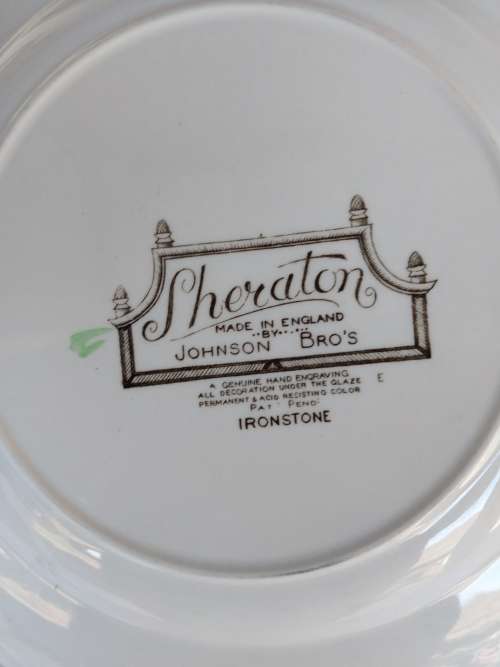 Sheraton
MADE IN ENGLAND
··BY·····
JOHNSON BRO'S
A GENUINE HAND ENGRAVING
ALL DECORATION UNDER THE GLAZE E
PERMANENT & ACID RESISTING COLOR
PAT PEND·
IRONSTONE